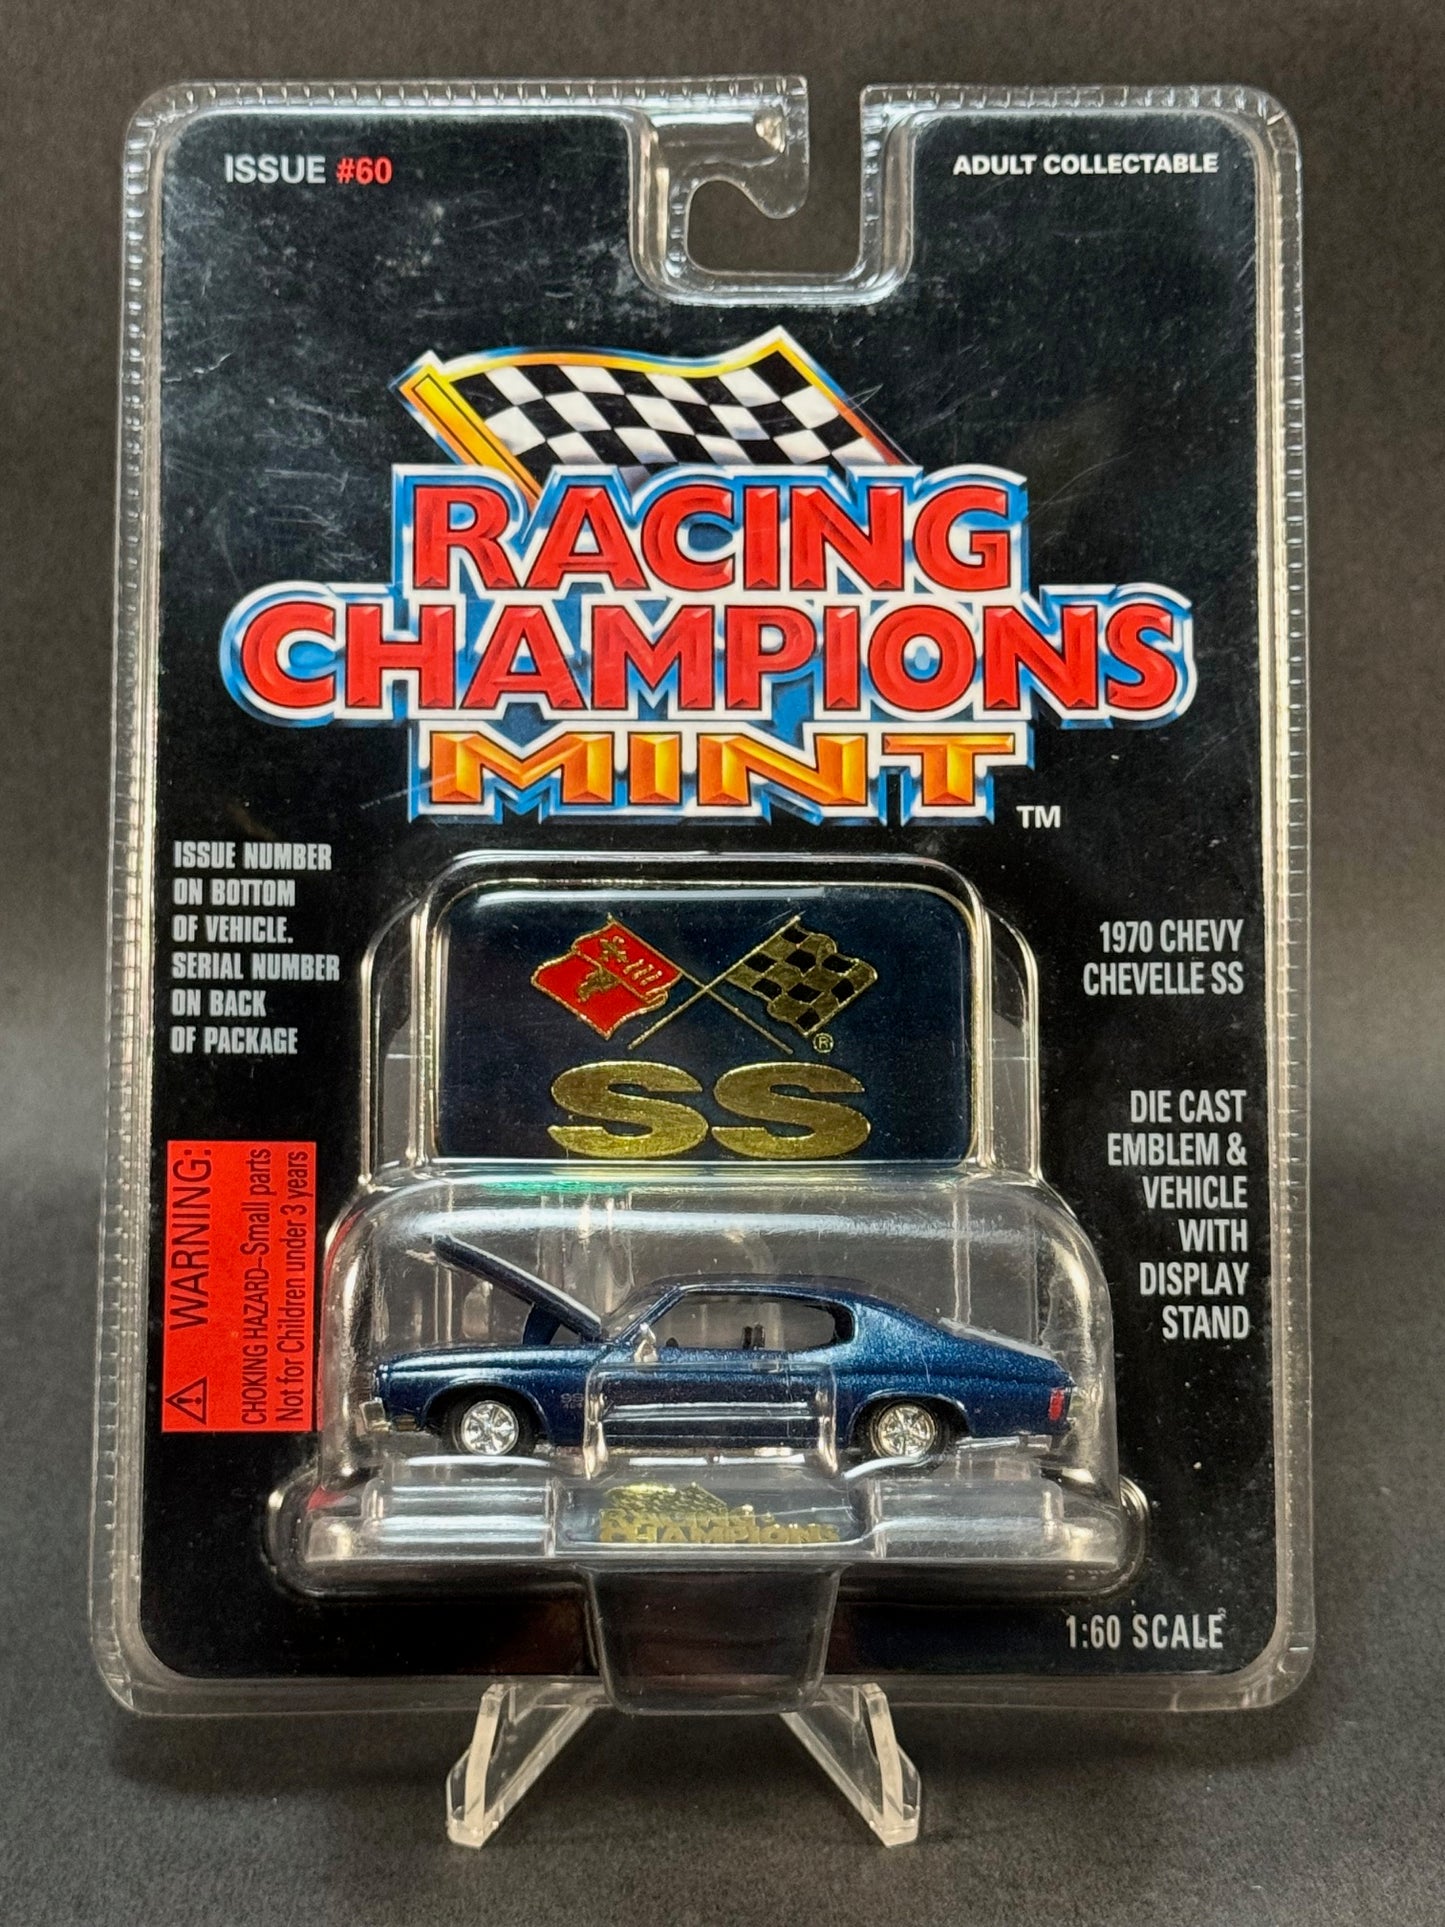 ISSUE #60
ADULT COLLECTABLE
RACING
CHAMPIONS
MINT
TM
ISSUE NUMBER
ON BOTTOM
OF VEHICLE.
SERIAL NUMBER
ON BACK
OF PACKAGE
1970 CHEVY
CHEVELLE SS
®
SS
DIE CAST
EMBLEM &
VEHICLE
WITH
DISPLAY
STAND
WARNING:
CHOKING HAZARD–Small parts
Not for Children under 3 years
RACING
CHAMPIONS
1:60 SCALE